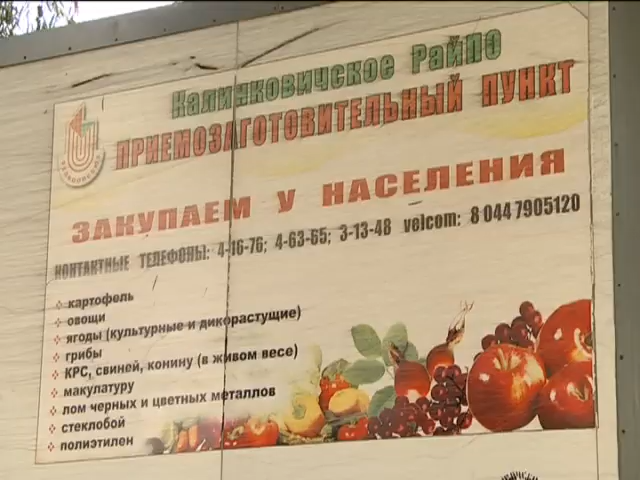 Калинковичское Райпо
ПРИЕМОЗАГОТОВИТЕЛЬНЫЙ ПУНКТ
ЗАКУПАЕМ У НАСЕЛЕНИЯ
КОНТАКТНЫЕ ТЕЛЕФОНЫ: 4-16-76; 4-63-65; 3-13-48 velcom: 8 044 7905120
картофель
овощи
ягоды (культурные и дикорастущие)
грибы
КРС, свиней, конину (в живом весе)
макулатуру
лом черных и цветных металлов
стеклобой
полиэтилен